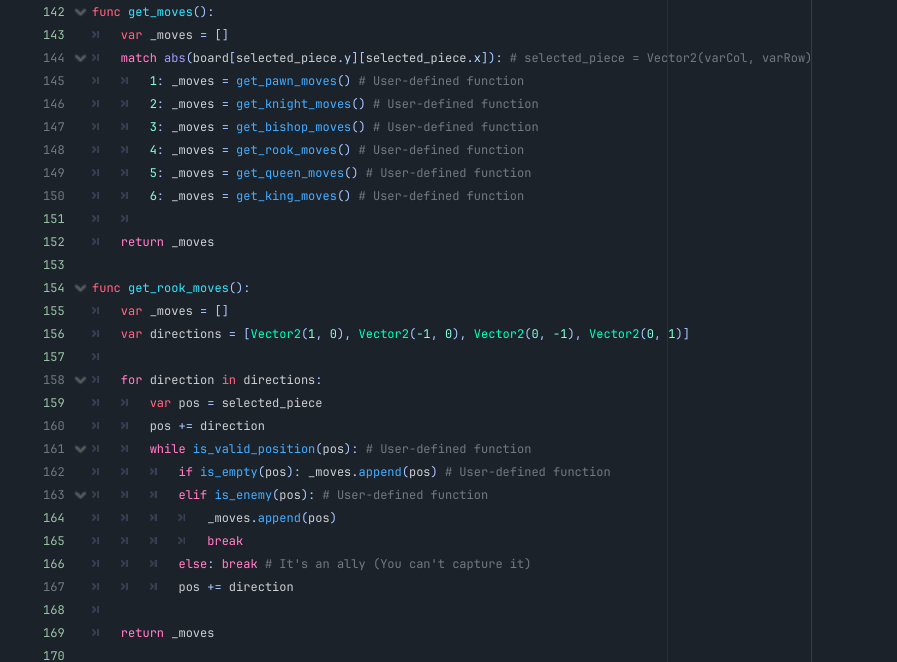 142 func get_moves():
143 var _moves = []
144 match abs(board[selected_piece.y][selected_piece.x]): # selected_piece = Vector2(varCol, varRow)
145 1: _moves = get_pawn_moves() # User-defined function
146 2: _moves = get_knight_moves() # User-defined function
147 3: _moves = get_bishop_moves() # User-defined function
148 4: _moves = get_rook_moves() # User-defined function
149 5: _moves = get_queen_moves() # User-defined function
150 6: _moves = get_king_moves() # User-defined function
151
152 return _moves
153
154 func get_rook_moves():
155 var _moves = []
156 var directions = [Vector2(1, 0), Vector2(-1, 0), Vector2(0, -1), Vector2(0, 1)]
157
158 for direction in directions:
159 var pos = selected_piece
160 pos += direction
161 while is_valid_position(pos): # User-defined function
162 if is_empty(pos): _moves.append(pos) # User-defined function
163 elif is_enemy(pos): # User-defined function
164 _moves.append(pos)
165 break
166 else: break # It's an ally (You can't capture it)
167 pos += direction
168
169 return _moves
170